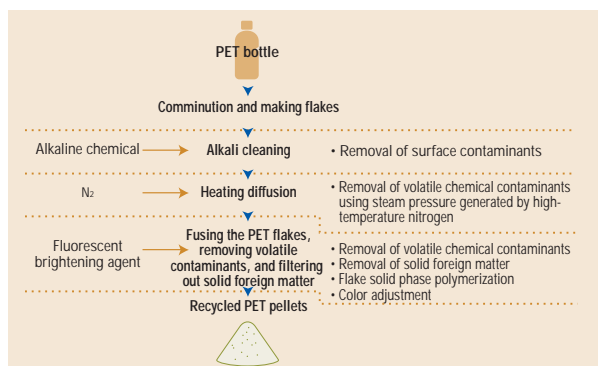 PET bottle
Comminution and making flakes
Alkaline chemical
Alkali cleaning
• Removal of surface contaminants
N2
Heating diffusion
• Removal of volatile chemical contaminants
using steam pressure generated by high-
temperature nitrogen
Fluorescent
brightening agent
Fusing the PET flakes,
removing volatile
contaminants, and filtering
out solid foreign matter
• Removal of volatile chemical contaminants
• Removal of solid foreign matter
• Flake solid phase polymerization
• Color adjustment
Recycled PET pellets